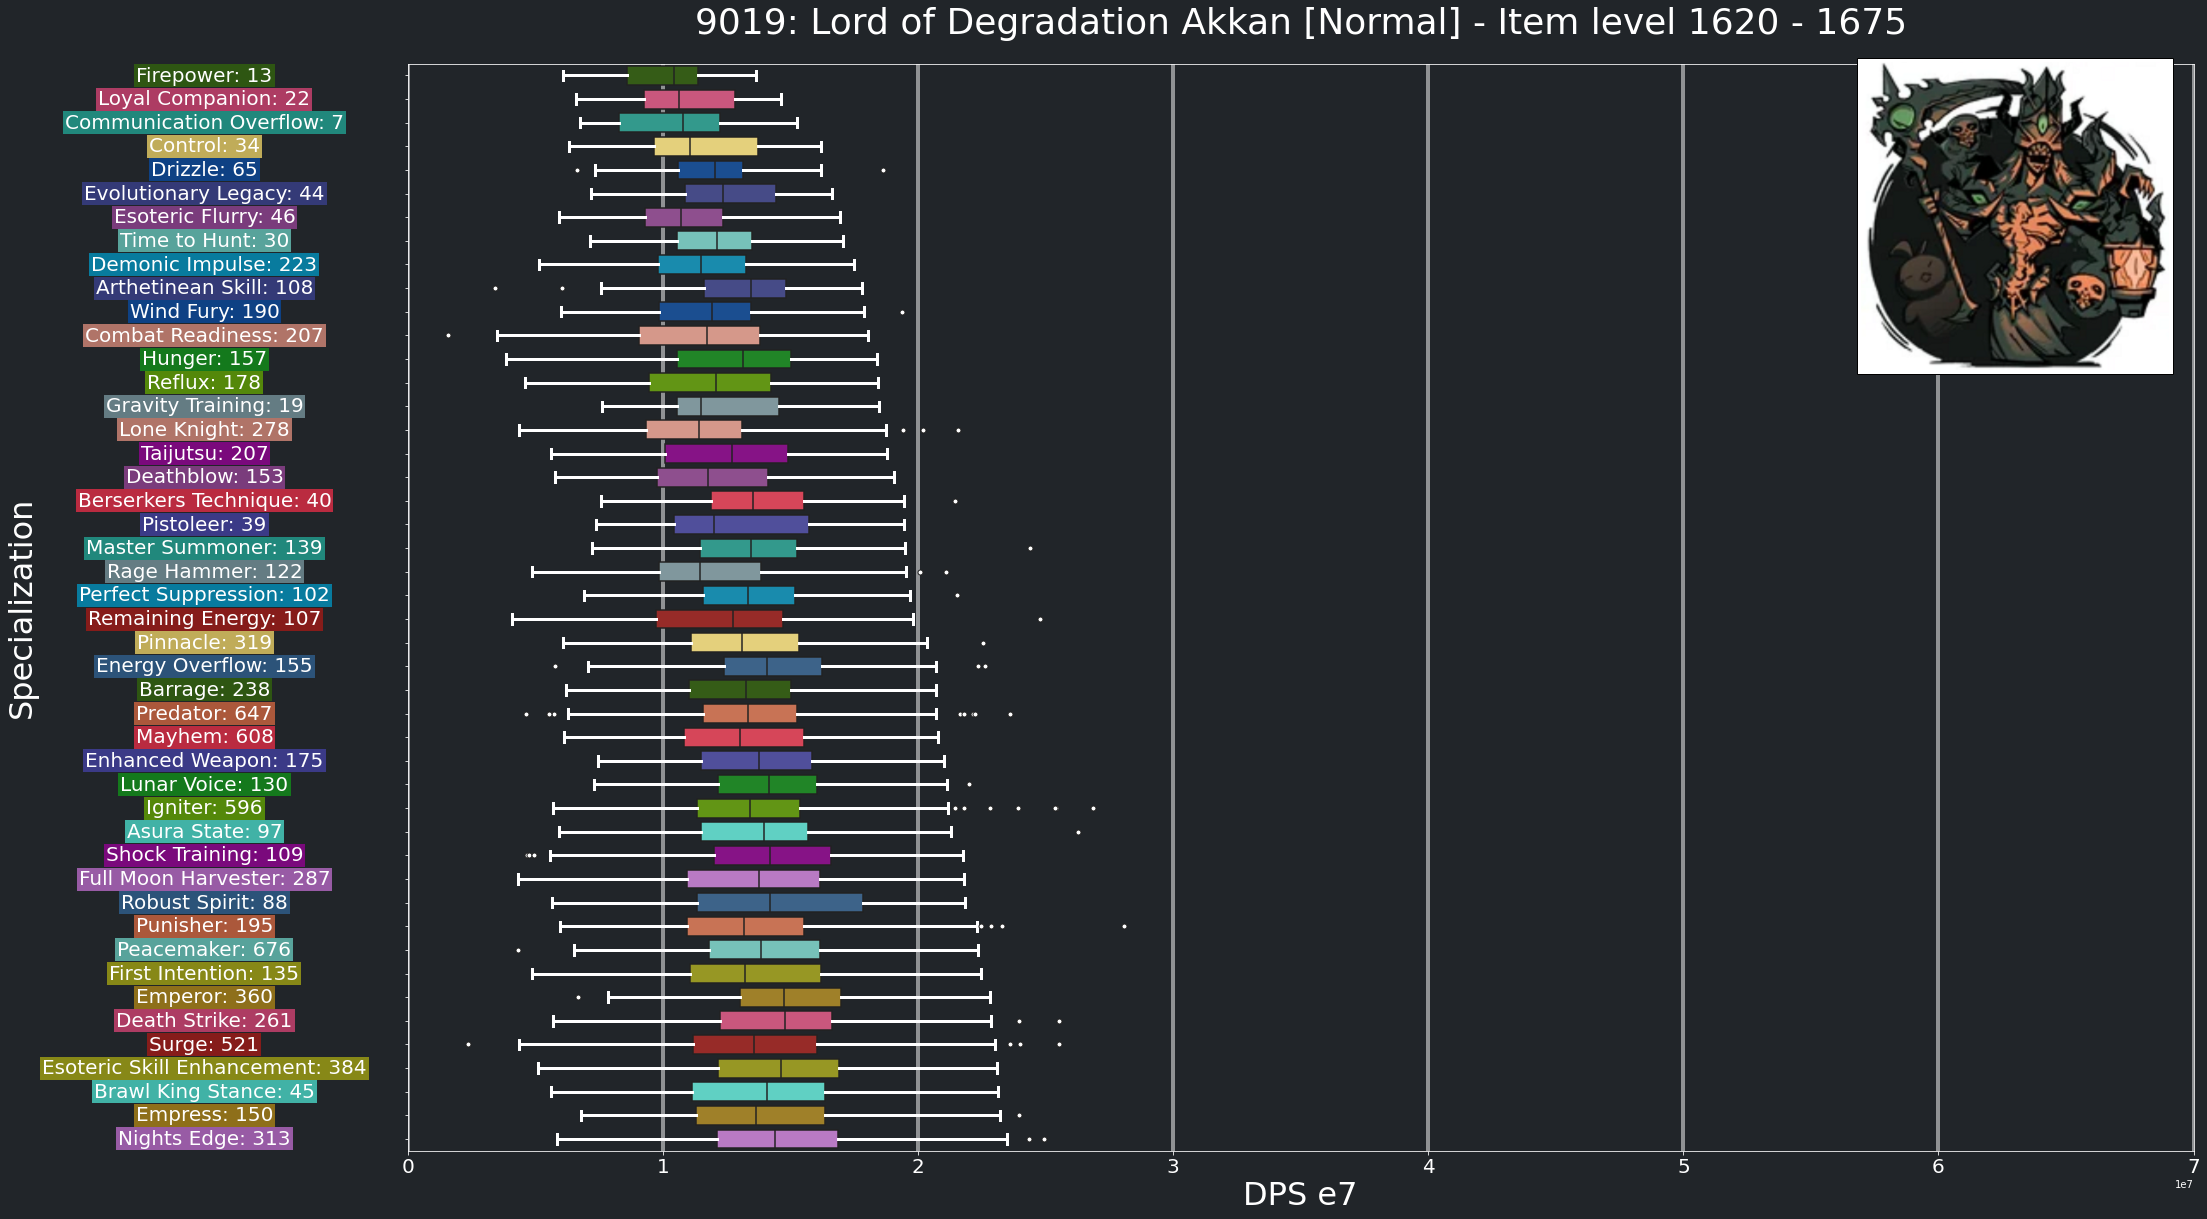 9019: Lord of Degradation Akkan [Normal] - Item level 1620 - 1675
Specialization
Firepower: 13
Loyal Companion: 22
Communication Overflow: 7
Control: 34
Drizzle: 65
Evolutionary Legacy: 44
Esoteric Flurry: 46
Time to Hunt: 30
Demonic Impulse: 223
Arthetinean Skill: 108
Wind Fury: 190
Combat Readiness: 207
Hunger: 157
Reflux: 178
Gravity Training: 19
Lone Knight: 278
Taijutsu: 207
Deathblow: 153
Berserkers Technique: 40
Pistoleer: 39
Master Summoner: 139
Rage Hammer: 122
Perfect Suppression: 102
Remaining Energy: 107
Pinnacle: 319
Energy Overflow: 155
Barrage: 238
Predator: 647
Mayhem: 608
Enhanced Weapon: 175
Lunar Voice: 130
Igniter: 596
Asura State: 97
Shock Training: 109
Full Moon Harvester: 287
Robust Spirit: 88
Punisher: 195
Peacemaker: 676
First Intention: 135
Emperor: 360
Death Strike: 261
Surge: 521
Esoteric Skill Enhancement: 384
Brawl King Stance: 45
Empress: 150
Nights Edge: 313
0 1 2 3 4 5 6 7
1e7
DPS e7